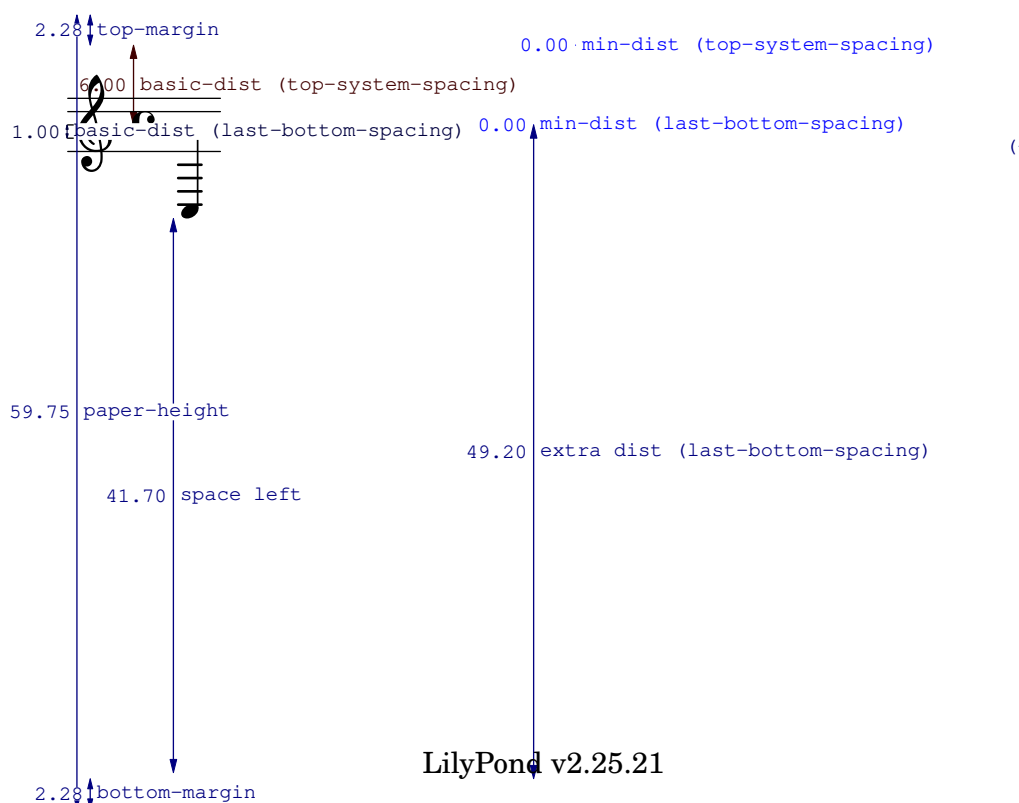 2.28 top-margin
0.00 min-dist (top-system-spacing)
6.00 basic-dist (top-system-spacing)
1.00 basic-dist (last-bottom-spacing)
0.00 min-dist (last-bottom-spacing)
(
59.75 paper-height
49.20 extra dist (last-bottom-spacing)
41.70 space left
LilyPond v2.25.21
2.28 bottom-margin